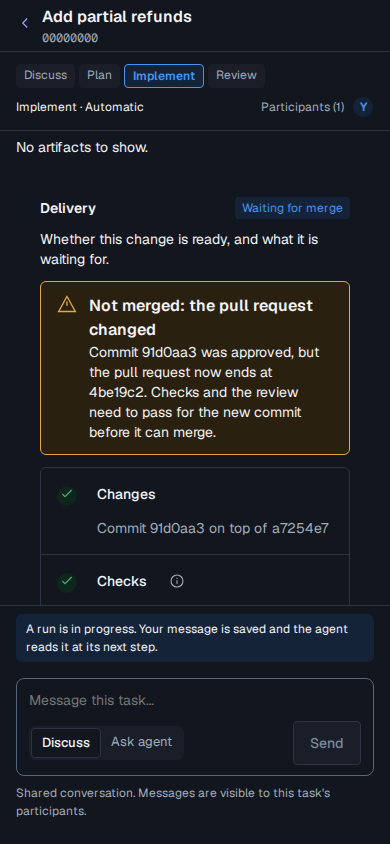 Add partial refunds
00000000
Discuss Plan Implement Review
Implement · Automatic Participants (1) Y
No artifacts to show.
Delivery Waiting for merge
Whether this change is ready, and what it is
waiting for.
Not merged: the pull request
changed
Commit 91d0aa3 was approved, but
the pull request now ends at
4be19c2. Checks and the review
need to pass for the new commit
before it can merge.
Changes
Commit 91d0aa3 on top of a7254e7
Checks
A run is in progress. Your message is saved and the agent
reads it at its next step.
Message this task...
Discuss Ask agent Send
Shared conversation. Messages are visible to this task's
participants.